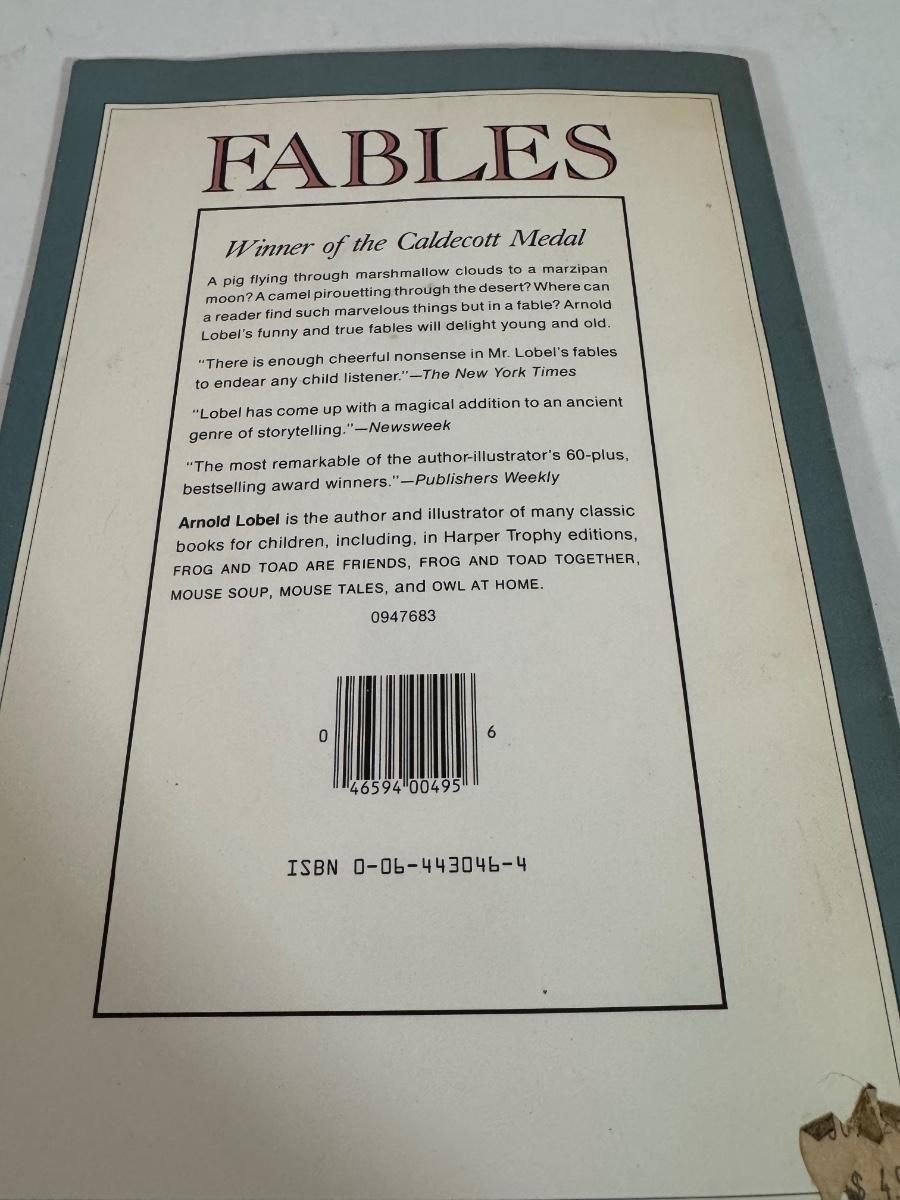 FABLES
Winner of the Caldecott Medal
A pig flying through marshmallow clouds to a marzipan
moon? A camel pirouetting through the desert? Where can
a reader find such marvelous things but in a fable? Arnold
Lobel's funny and true fables will delight young and old.
"There is enough cheerful nonsense in Mr. Lobel's fables
to endear any child listener."—The New York Times
"Lobel has come up with a magical addition to an ancient
genre of storytelling."—Newsweek
"The most remarkable of the author-illustrator's 60-plus,
bestselling award winners."—Publishers Weekly
Arnold Lobel is the author and illustrator of many classic
books for children, including, in Harper Trophy editions,
FROG AND TOAD ARE FRIENDS, FROG AND TOAD TOGETHER,
MOUSE SOUP, MOUSE TALES, and OWL AT HOME.
0947683
0 46594 00495 6
ISBN 0-06-443046-4